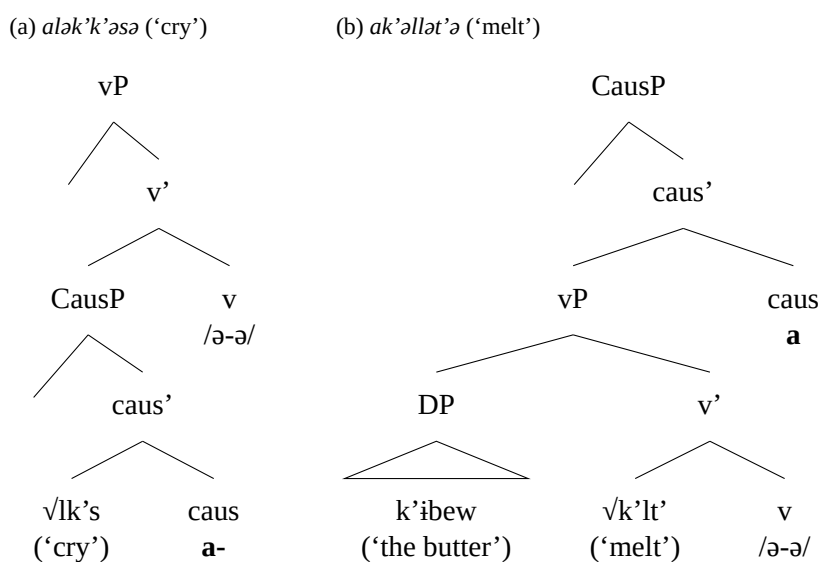 (a) alək’k’əsə (‘cry’) (b) ak’əllət’ə (‘melt’)
vP CausP
v’ caus’
CausP v vP caus
/ə-ə/ a
caus’ DP v’
√lk’s caus k’ɨbew √k’lt’ v
(‘cry’) a- (‘the butter’) (‘melt’) /ə-ə/